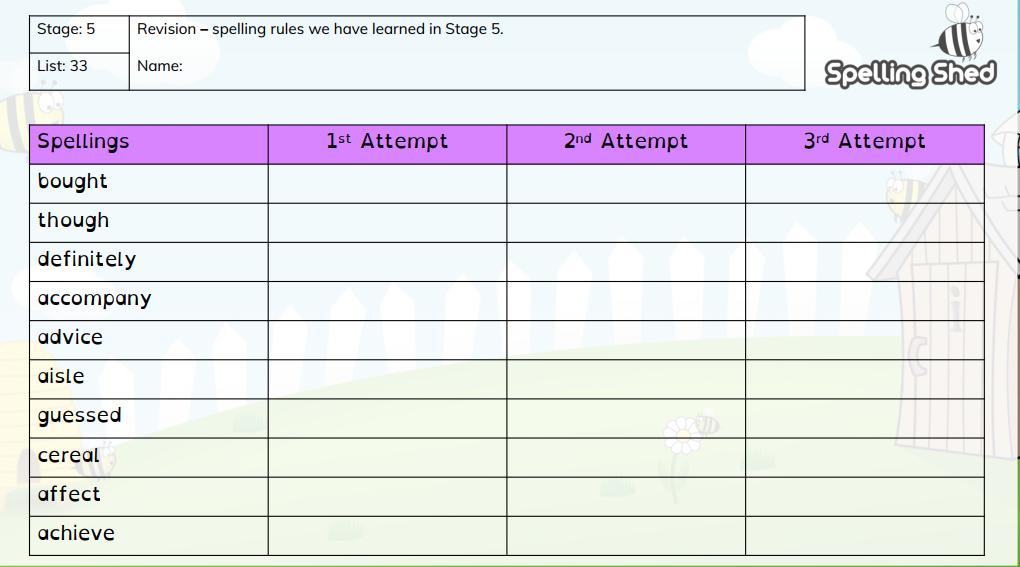 Stage: 5
Revision – spelling rules we have learned in Stage 5.
List: 33
Name:
Spelling Shed
Spellings 1st Attempt 2nd Attempt 3rd Attempt
bought
though
definitely
accompany
advice
aisle
guessed
cereal
affect
achieve